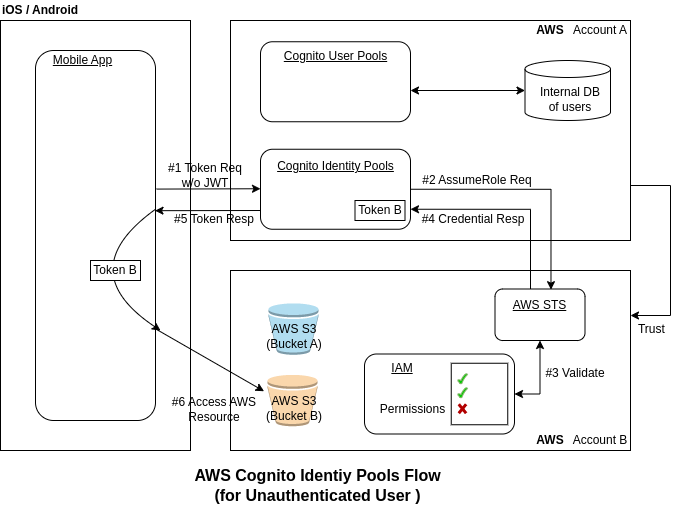 iOS / Android
Mobile App
AWS Account A
Cognito User Pools
Internal DB
of users
#1 Token Req
w/o JWT
Cognito Identity Pools
Token B
#2 AssumeRole Req
#5 Token Resp
#4 Credential Resp
Token B
AWS STS
Trust
AWS S3
(Bucket A)
IAM
#3 Validate
AWS S3
(Bucket B)
Permissions
#6 Access AWS
Resource
AWS Account B
AWS Cognito Identiy Pools Flow
(for Unauthenticated User )